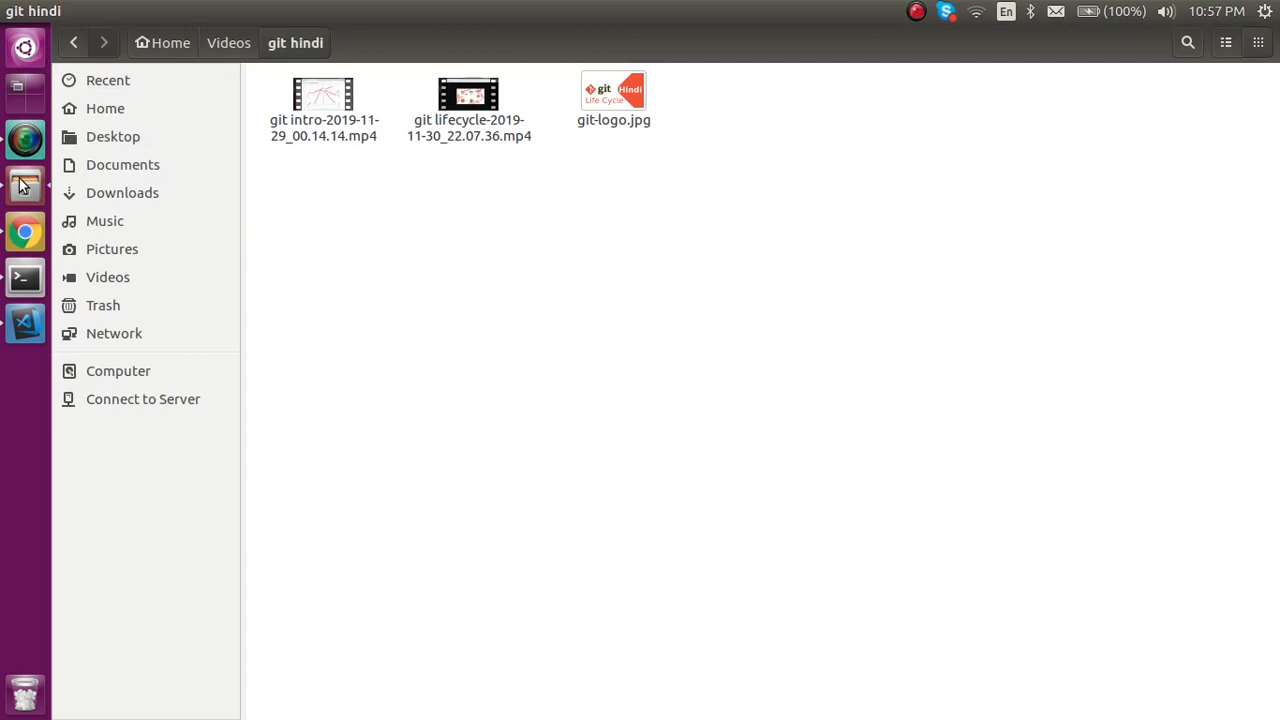 git hindi
En
(100%)
10:57 PM
Home
Videos
git hindi
Recent
Home
Desktop
Documents
Downloads
Music
Pictures
Videos
Trash
Network
Computer
Connect to Server
git intro-2019-11-
29_00.14.14.mp4
git lifecycle-2019-
11-30_22.07.36.mp4
git
Hindi
Life Cycle
git-logo.jpg